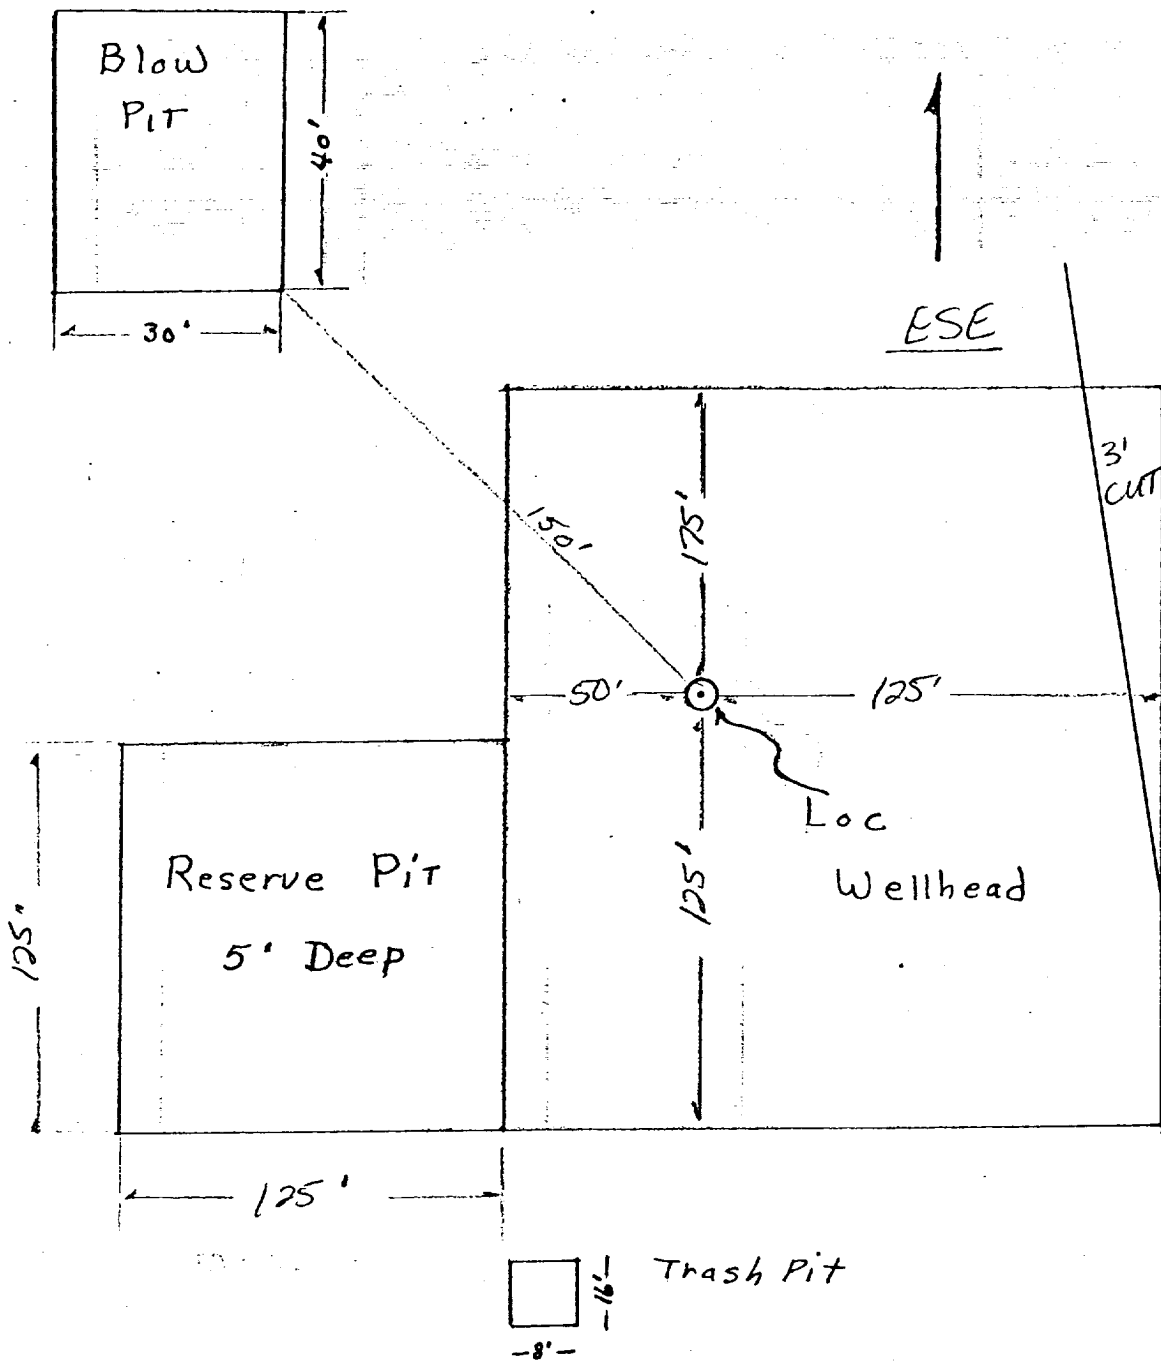 Blow
PIT
40'
30'
ESE
3'
CUT
150'
175'
50'
125'
Loc
Wellhead
125'
Reserve Pit
5' Deep
125"
125'
Trash Pit
16'
8'